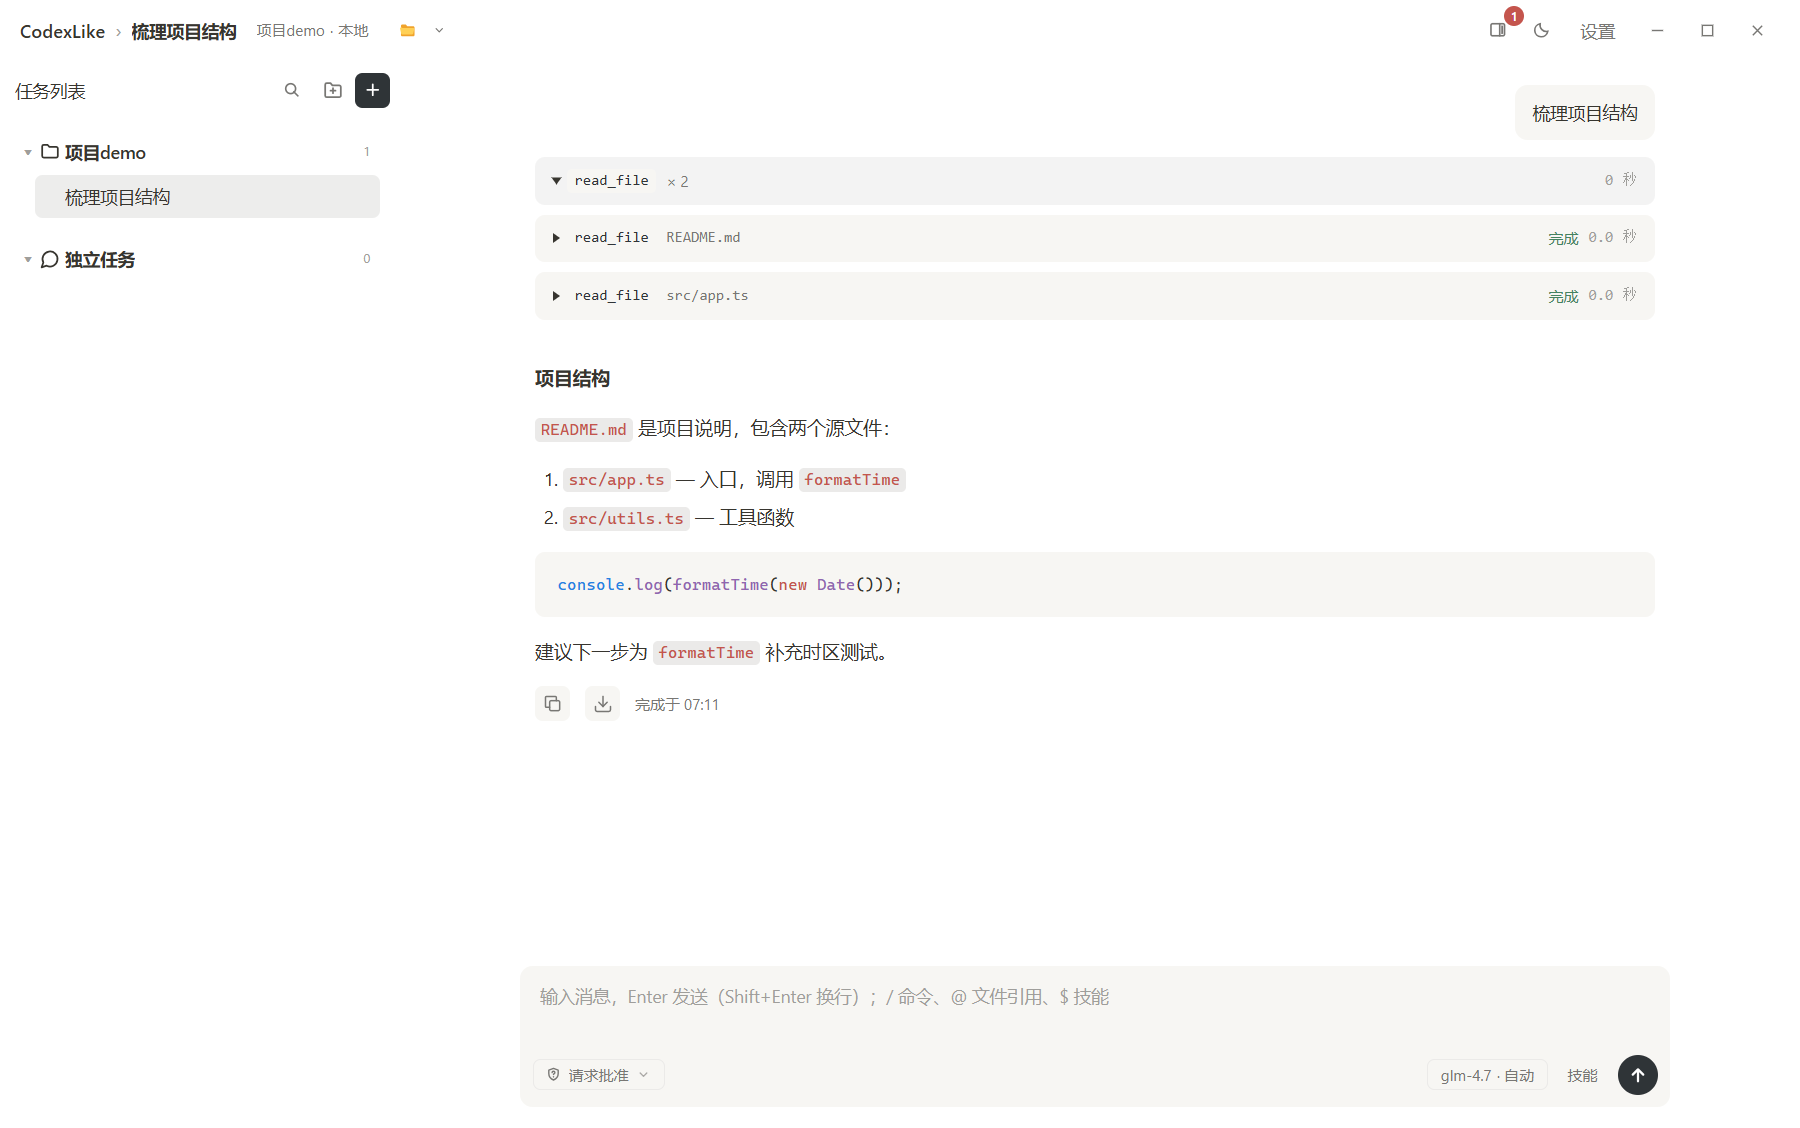 CodexLike › 梳理项目结构 项目demo · 本地
1
设置
任务列表
项目demo 1
梳理项目结构
独立任务 0
梳理项目结构
read_file × 2 0 秒
read_file README.md 完成 0.0 秒
read_file src/app.ts 完成 0.0 秒
项目结构
README.md 是项目说明，包含两个源文件：
1. src/app.ts — 入口，调用 formatTime
2. src/utils.ts — 工具函数
console.log(formatTime(new Date()));
建议下一步为 formatTime 补充时区测试。
完成于 07:11
输入消息，Enter 发送（Shift+Enter 换行）；/ 命令、@ 文件引用、$ 技能
请求批准
glm-4.7 · 自动 技能